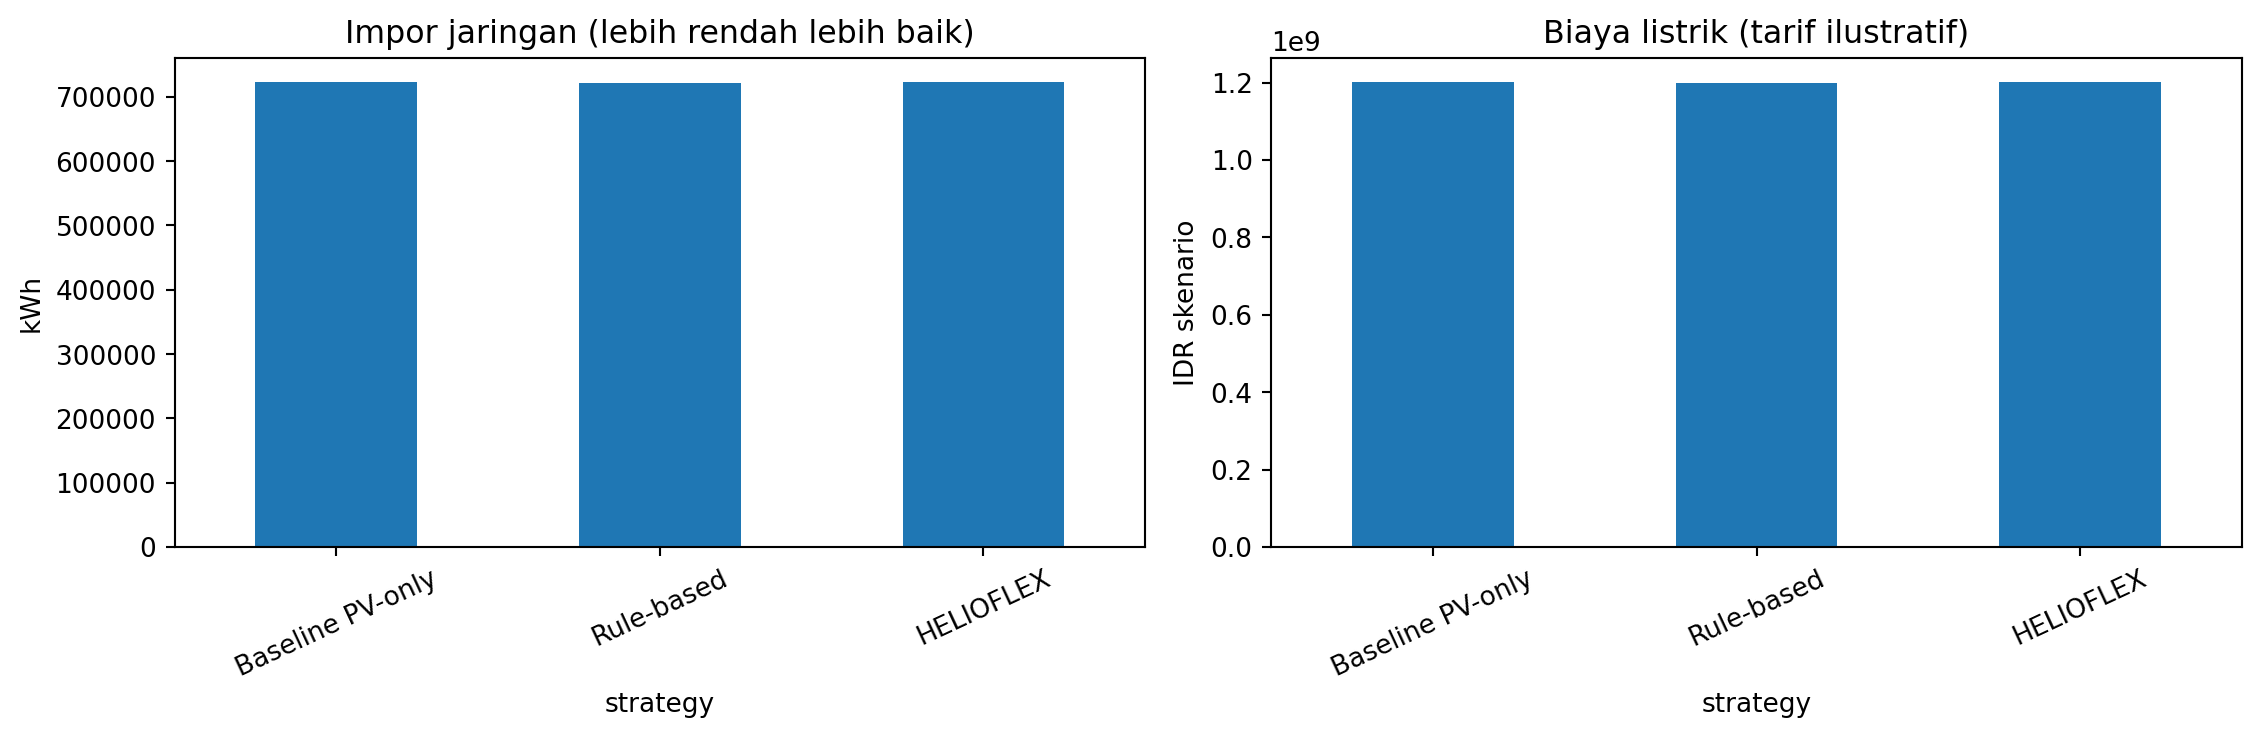 Impor jaringan (lebih rendah lebih baik)
kWh
700000
600000
500000
400000
300000
200000
100000
0
Baseline PV-only
Rule-based
HELIOFLEX
strategy
Biaya listrik (tarif ilustratif)
1e9
IDR skenario
1.2
1.0
0.8
0.6
0.4
0.2
0.0
Baseline PV-only
Rule-based
HELIOFLEX
strategy